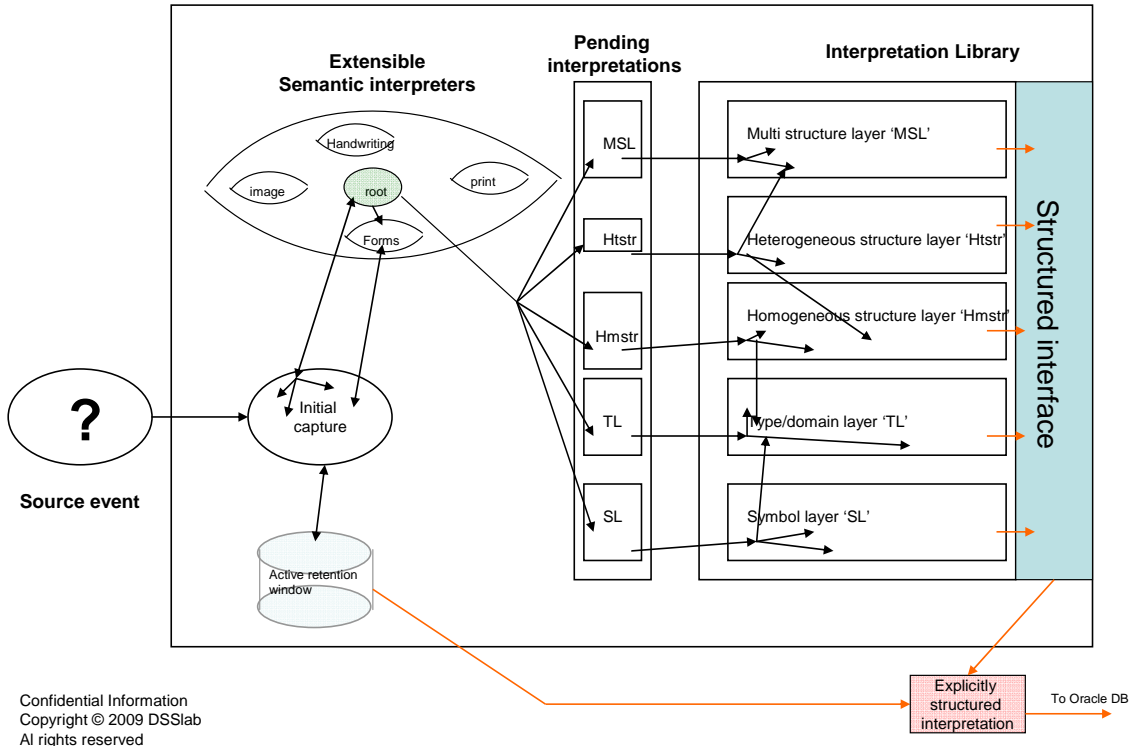 Extensible
Semantic interpreters
Pending
interpretations
Interpretation Library
Handwriting
image
root
print
Forms
MSL
Htstr
Hmstr
TL
SL
Multi structure layer ‘MSL’
Heterogeneous structure layer ‘Htstr’
Homogeneous structure layer ‘Hmstr’
Type/domain layer ‘TL’
Symbol layer ‘SL’
Structured interface
?
Source event
Initial
capture
Active retention
window
Explicitly
structured
interpretation
To Oracle DB
Confidential Information
Copyright © 2009 DSSlab
Al rights reserved